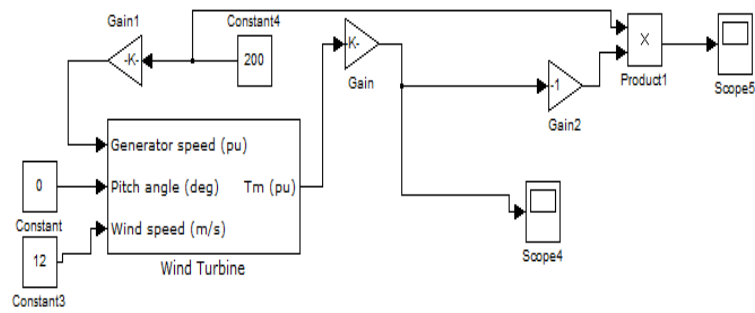 Gain1
Constant4
-K-
200
K-
Gain
X
Product1
Scope5
-1
Gain2
Generator speed (pu)
0
Pitch angle (deg)
Tm (pu)
Constant
Wind speed (m/s)
12
Wind Turbine
Constant3
Scope4